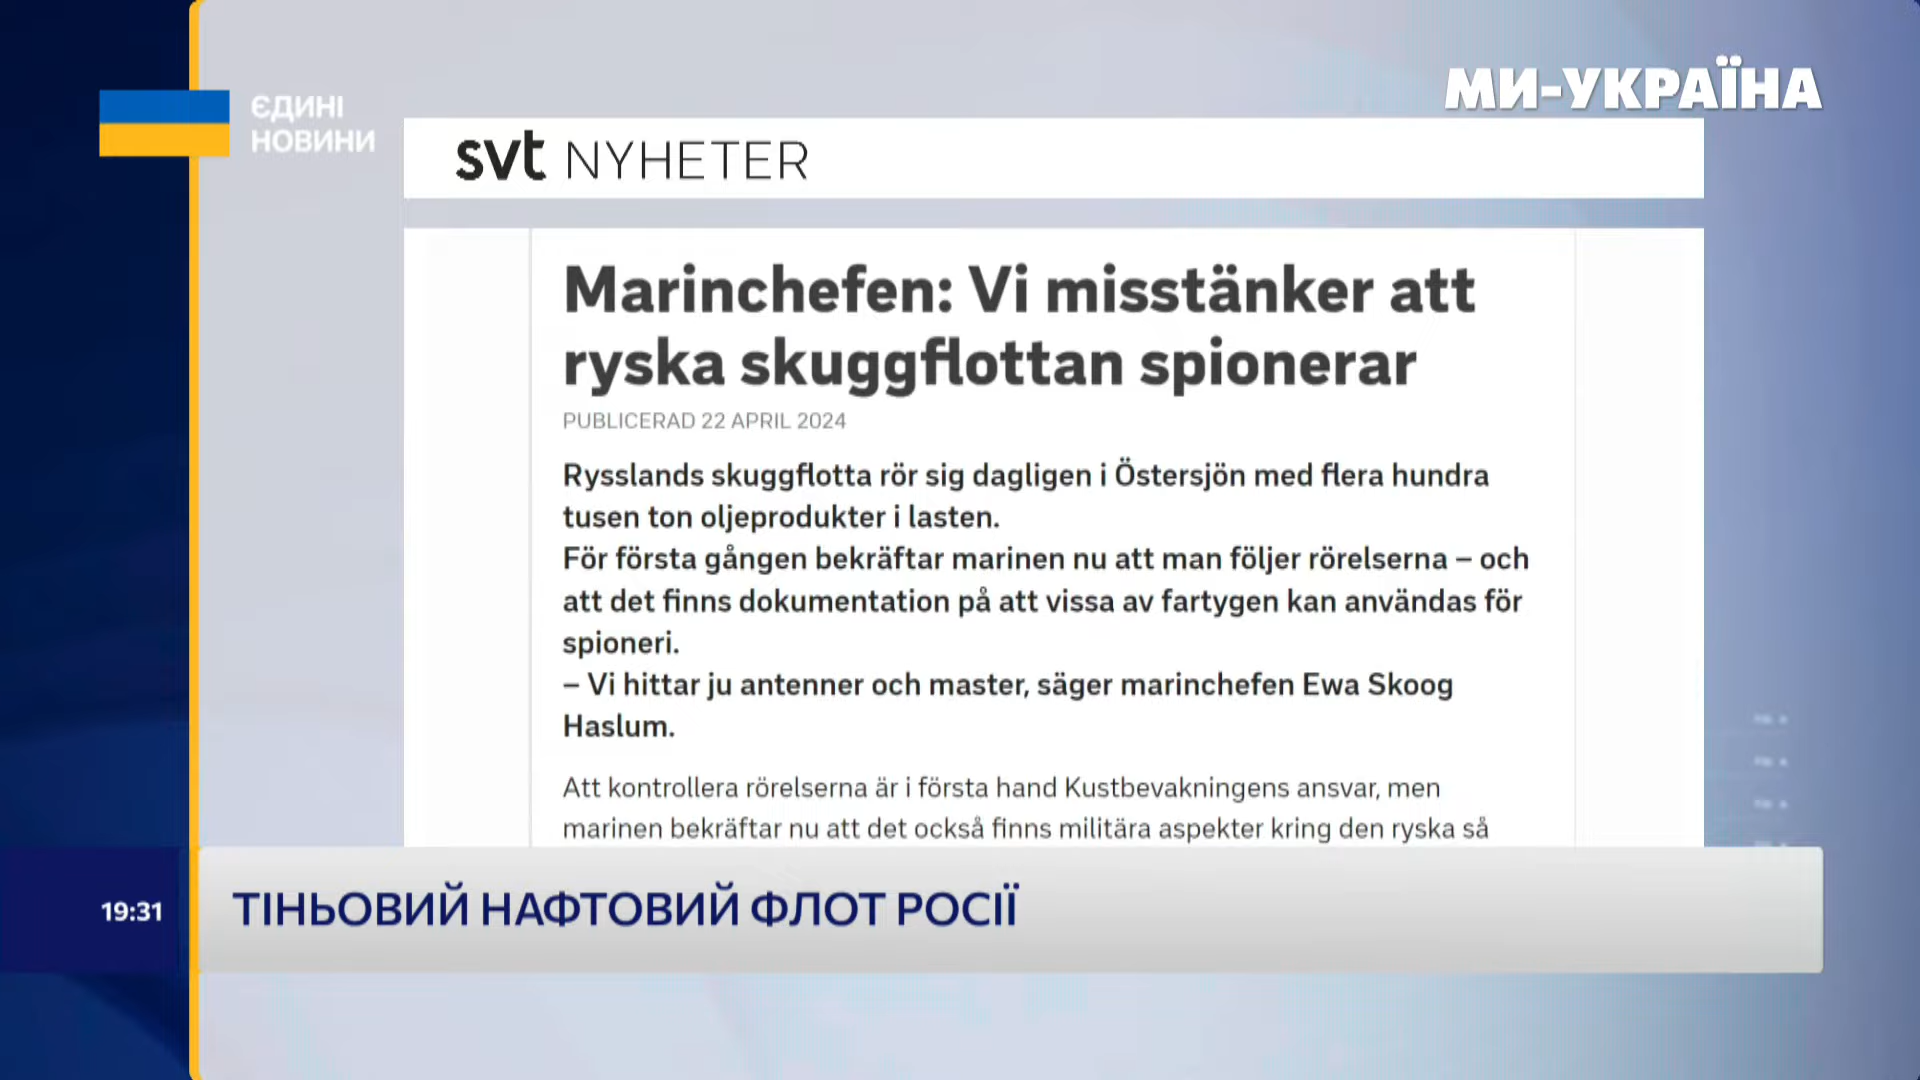 ЄДИНІ
НОВИНИ
МИ-УКРАЇНА
svt NYHETER
Marinchefen: Vi misstänker att
ryska skuggflottan spionerar
PUBLICERAD 22 APRIL 2024
Rysslands skuggflotta rör sig dagligen i Östersjön med flera hundra
tusen ton oljeprodukter i lasten.
För första gången bekräftar marinen nu att man följer rörelserna – och
att det finns dokumentation på att vissa av fartygen kan användas för
spioneri.
– Vi hittar ju antenner och master, säger marinchefen Ewa Skoog
Haslum.
Att kontrollera rörelserna är i första hand Kustbevakningens ansvar, men
marinen bekräftar nu att det också finns militära aspekter kring den ryska så
19:31
ТІНЬОВИЙ НАФТОВИЙ ФЛОТ РОСІЇ